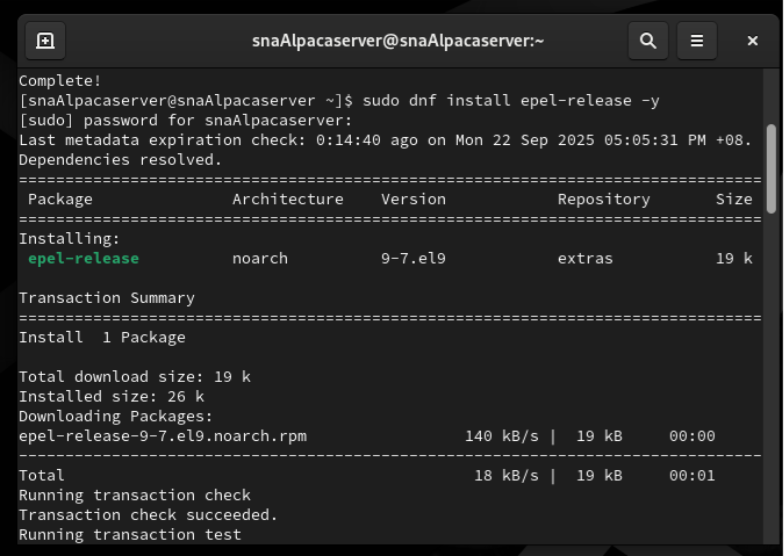 snaAlpacaserver@snaAlpacaserver:~
Complete!
[snaAlpacaserver@snaAlpacaserver ~]$ sudo dnf install epel-release -y
[sudo] password for snaAlpacaserver:
Last metadata expiration check: 0:14:40 ago on Mon 22 Sep 2025 05:05:31 PM +08.
Dependencies resolved.
================================================================================
 Package               Architecture    Version            Repository       Size
================================================================================
Installing:
 epel-release          noarch          9-7.el9            extras           19 k

Transaction Summary
================================================================================
Install  1 Package

Total download size: 19 k
Installed size: 26 k
Downloading Packages:
epel-release-9-7.el9.noarch.rpm                 140 kB/s |  19 kB     00:00
--------------------------------------------------------------------------------
Total                                            18 kB/s |  19 kB     00:01
Running transaction check
Transaction check succeeded.
Running transaction test